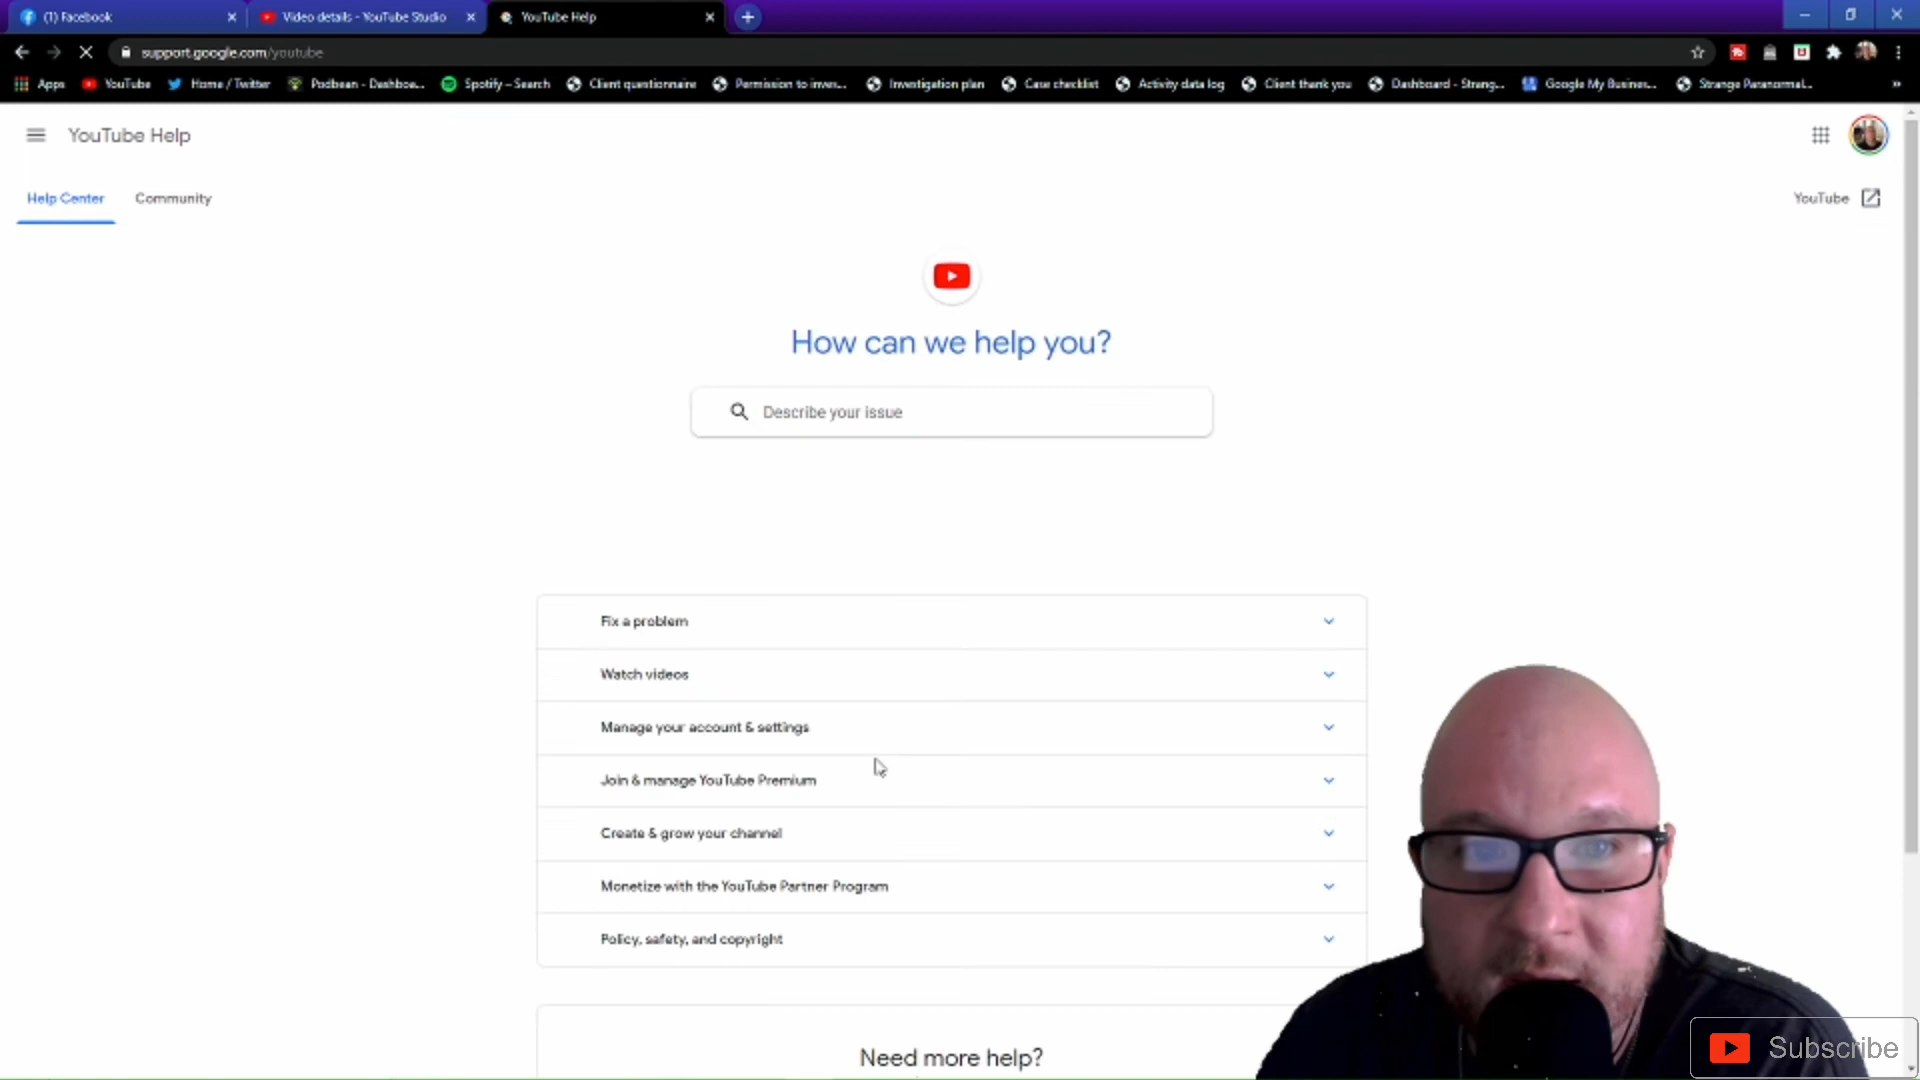 (1) Facebook
Video details - YouTube Studio
YouTube Help
support.google.com/youtube
Apps
YouTube
Home / Twitter
Podbean - Dashboa...
Spotify – Search
Client questionnaire
Permission to inves...
Investigation plan
Case checklist
Activity data log
Client thank you
Dashboard - Strang...
Google My Busines...
Strange Paranormal...
YouTube Help
Help Center
Community
YouTube
How can we help you?
Describe your issue
Fix a problem
Watch videos
Manage your account & settings
Join & manage YouTube Premium
Create & grow your channel
Monetize with the YouTube Partner Program
Policy, safety, and copyright
Need more help?
Subscribe